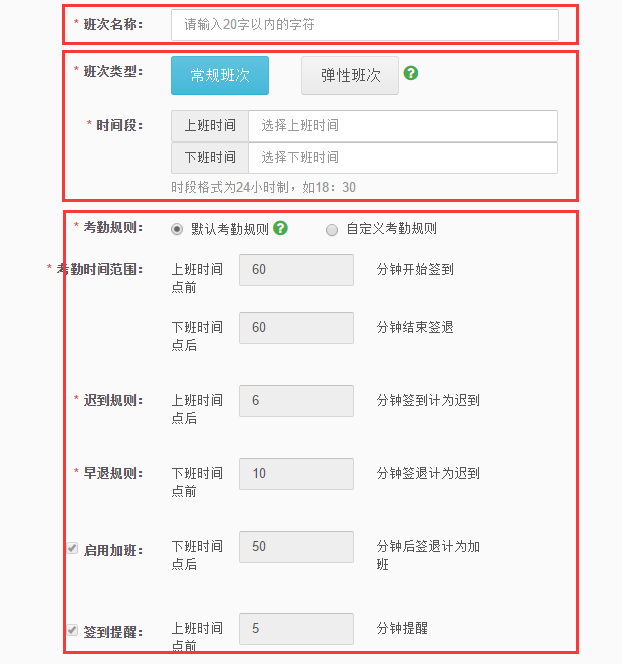 * 班次名称： 请输入20字以内的字符
* 班次类型： 常规班次 弹性班次 ?
* 时间段： 上班时间 选择上班时间
下班时间 选择下班时间
时段格式为24小时制，如18：30
* 考勤规则： 默认考勤规则 ? 自定义考勤规则
* 考勤时间范围： 上班时间 60 分钟开始签到
点前
下班时间 60 分钟结束签退
点后
* 迟到规则： 上班时间 6 分钟签到计为迟到
点后
* 早退规则： 下班时间 10 分钟签退计为迟到
点前
启用加班： 下班时间 50 分钟后签退计为加
点后 班
签到提醒： 上班时间 5 分钟提醒
点前